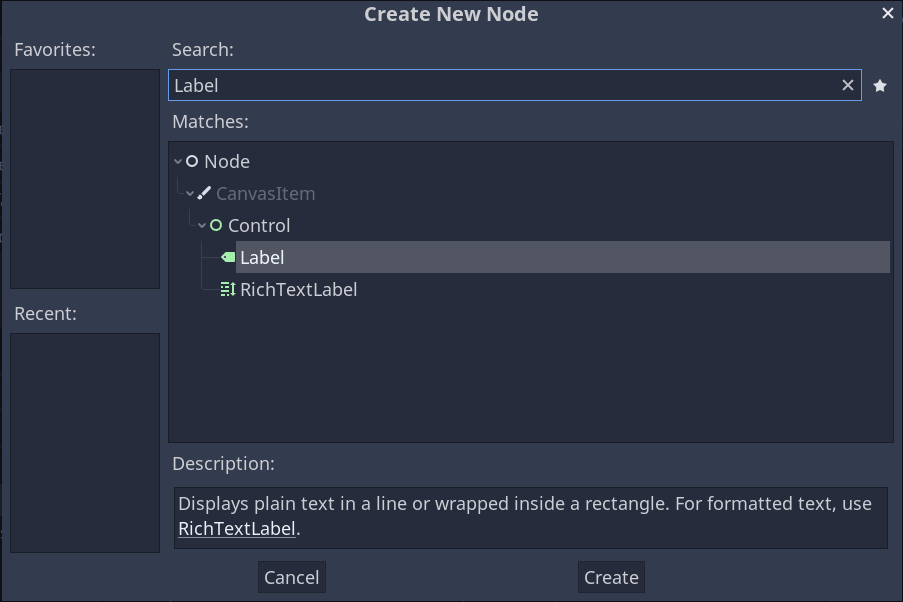 Create New Node
Favorites:
Search:
Label
Matches:
Node
CanvasItem
Control
Label
RichTextLabel
Recent:
Description:
Displays plain text in a line or wrapped inside a rectangle. For formatted text, use
RichTextLabel.
Cancel
Create